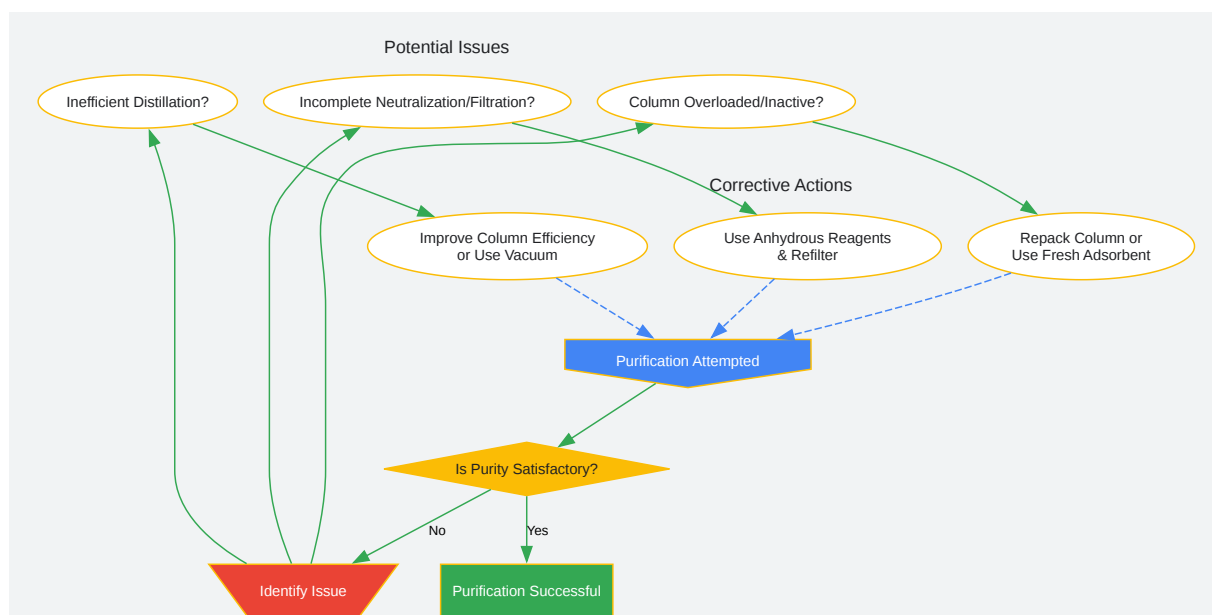 Potential Issues
Inefficient Distillation?
Incomplete Neutralization/Filtration?
Column Overloaded/Inactive?
Corrective Actions
Improve Column Efficiency
or Use Vacuum
Use Anhydrous Reagents
& Refilter
Repack Column or
Use Fresh Adsorbent
Purification Attempted
Is Purity Satisfactory?
No
Yes
Identify Issue
Purification Successful